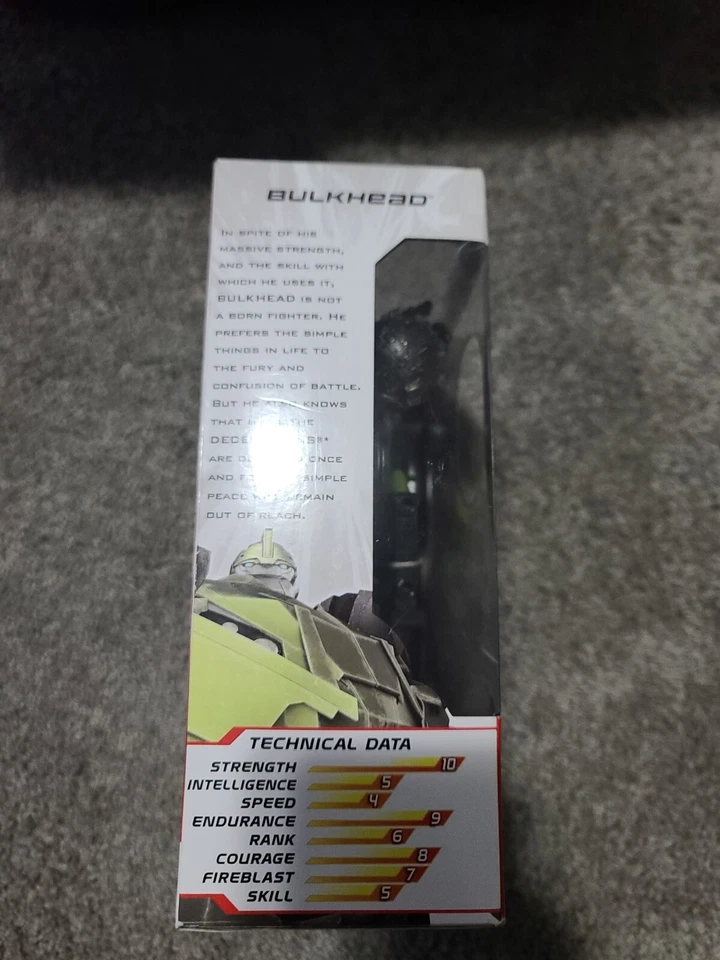 BULKHEAD™
IN SPITE OF HIS
MASSIVE STRENGTH,
AND THE SKILL WITH
WHICH HE USES IT,
BULKHEAD IS NOT
A BORN FIGHTER. HE
PREFERS THE SIMPLE
THINGS IN LIFE TO
THE FURY AND
CONFUSION OF BATTLE.
BUT HE ALSO KNOWS
THAT THE
ARE ONCE
AND SIMPLE
PEACE REMAIN
OUT OF REACH.
TECHNICAL DATA
STRENGTH 10
INTELLIGENCE 5
SPEED 4
ENDURANCE 9
RANK 6
COURAGE 8
FIREBLAST 7
SKILL 5